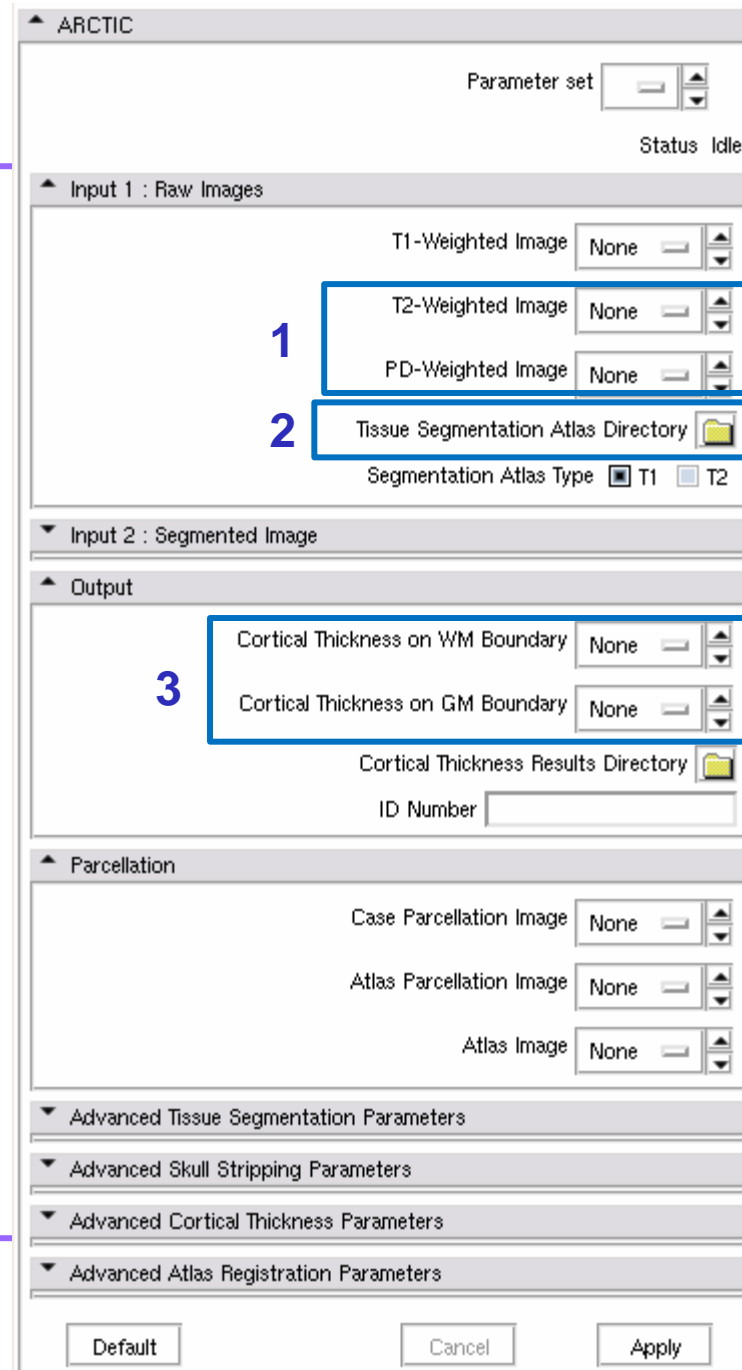 ARCTIC
Parameter set
Status Idle
Input 1 : Raw Images
T1-Weighted Image None
T2-Weighted Image None
1
PD-Weighted Image None
2 Tissue Segmentation Atlas Directory
Segmentation Atlas Type T1 T2
Input 2 : Segmented Image
Output
Cortical Thickness on WM Boundary None
3
Cortical Thickness on GM Boundary None
Cortical Thickness Results Directory
ID Number
Parcellation
Case Parcellation Image None
Atlas Parcellation Image None
Atlas Image None
Advanced Tissue Segmentation Parameters
Advanced Skull Stripping Parameters
Advanced Cortical Thickness Parameters
Advanced Atlas Registration Parameters
Default Cancel Apply